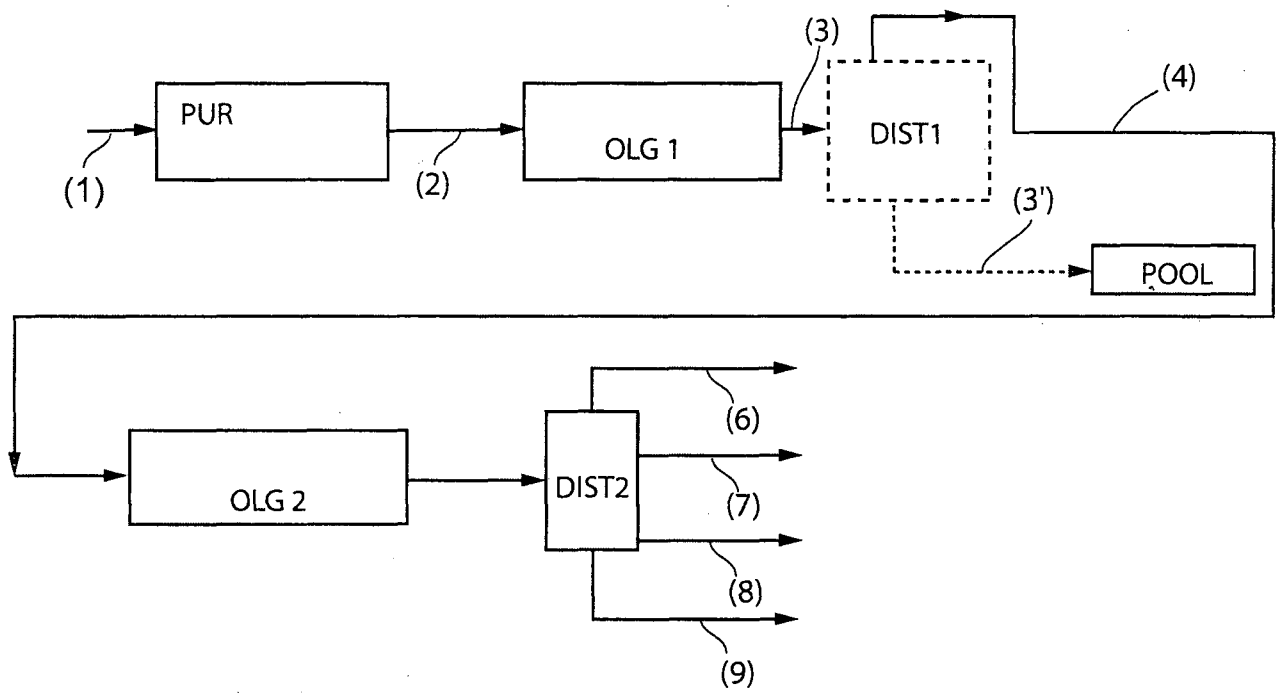 (3)
(4)
PUR
OLG 1
DIST1
(1)
(2)
(3')
POOL
(6)
OLG 2
DIST2
(7)
(8)
(9)